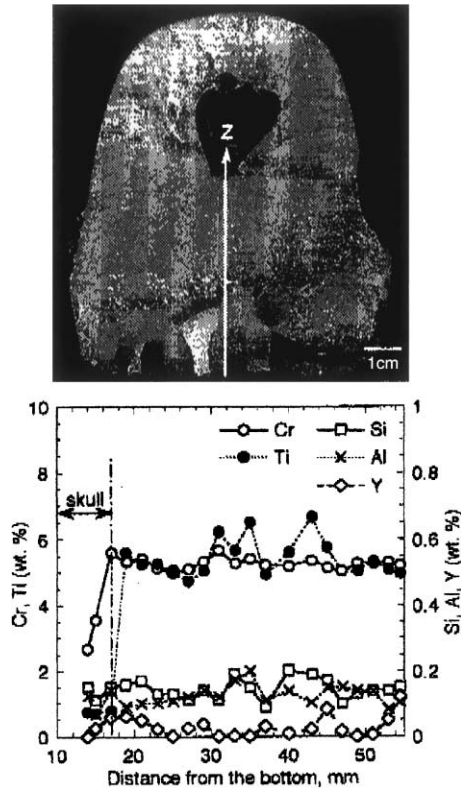 Z
1cm
Cr
Ti
Si
Al
Y
skull
Cr, Ti (wt. %)
Si, Al, Y (wt. %)
10
8
6
4
2
0
1
0.8
0.6
0.4
0.2
0
10 20 30 40 50
Distance from the bottom, mm